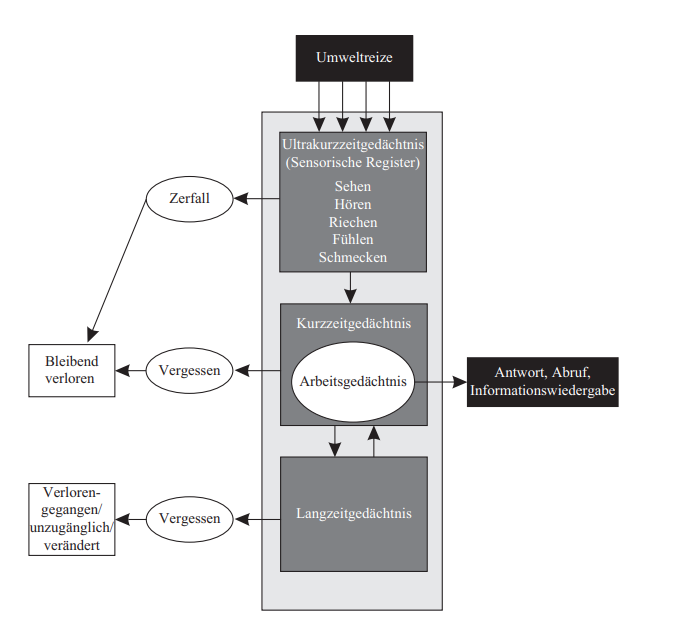 Umweltreize
Ultrakurzzeitgedächtnis
(Sensorische Register)
Sehen
Hören
Riechen
Fühlen
Schmecken
Zerfall
Kurzzeitgedächtnis
Arbeitsgedächtnis
Vergessen
Bleibend
verloren
Antwort, Abruf,
Informationswiedergabe
Langzeitgedächtnis
Vergessen
Verloren-
gegangen/
unzugänglich/
verändert